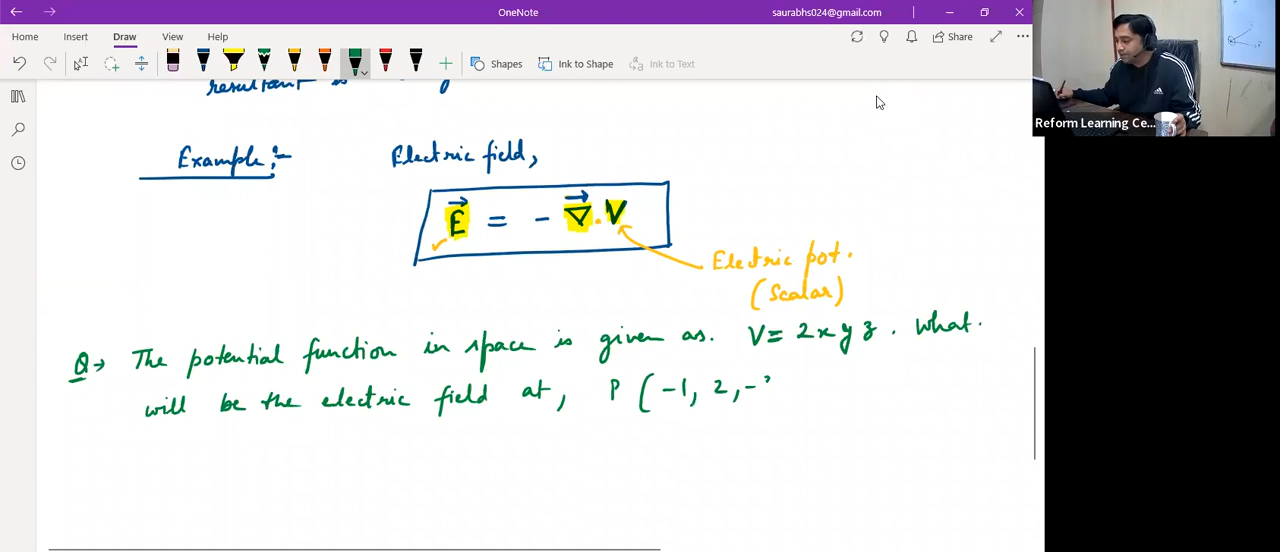 OneNote
saurabhs024@gmail.com
Home Insert Draw View Help
Share
Shapes Ink to Shape Ink to Text
Reform Learning Ce...
resultant is
Example:-
Electric field,
E = - ∇ . V
Electric pot.
(Scalar)
Q→ The potential function in space is given as. V = 2xyz. What.
will be the electric field at, P (-1, 2, -